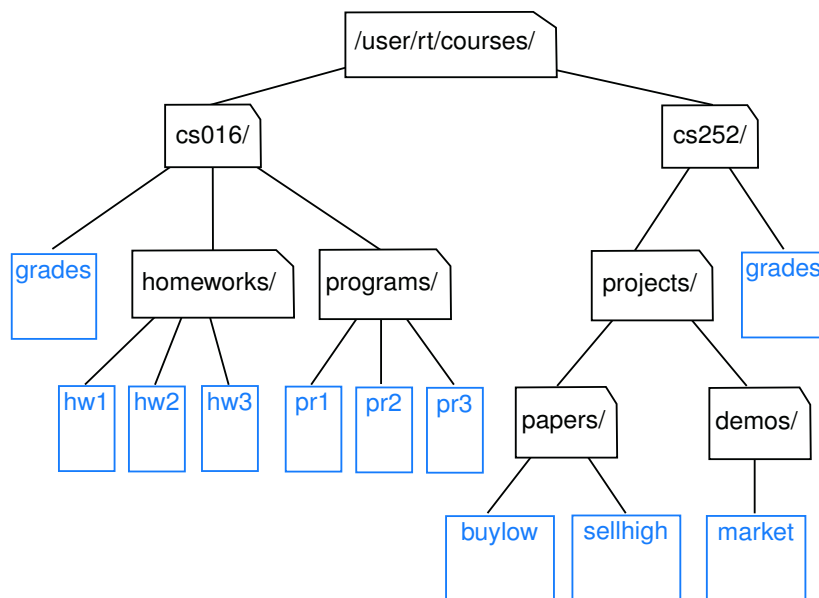 /user/rt/courses/
cs016/
cs252/
grades
homeworks/
programs/
projects/
grades
hw1
hw2
hw3
pr1
pr2
pr3
papers/
demos/
buylow
sellhigh
market